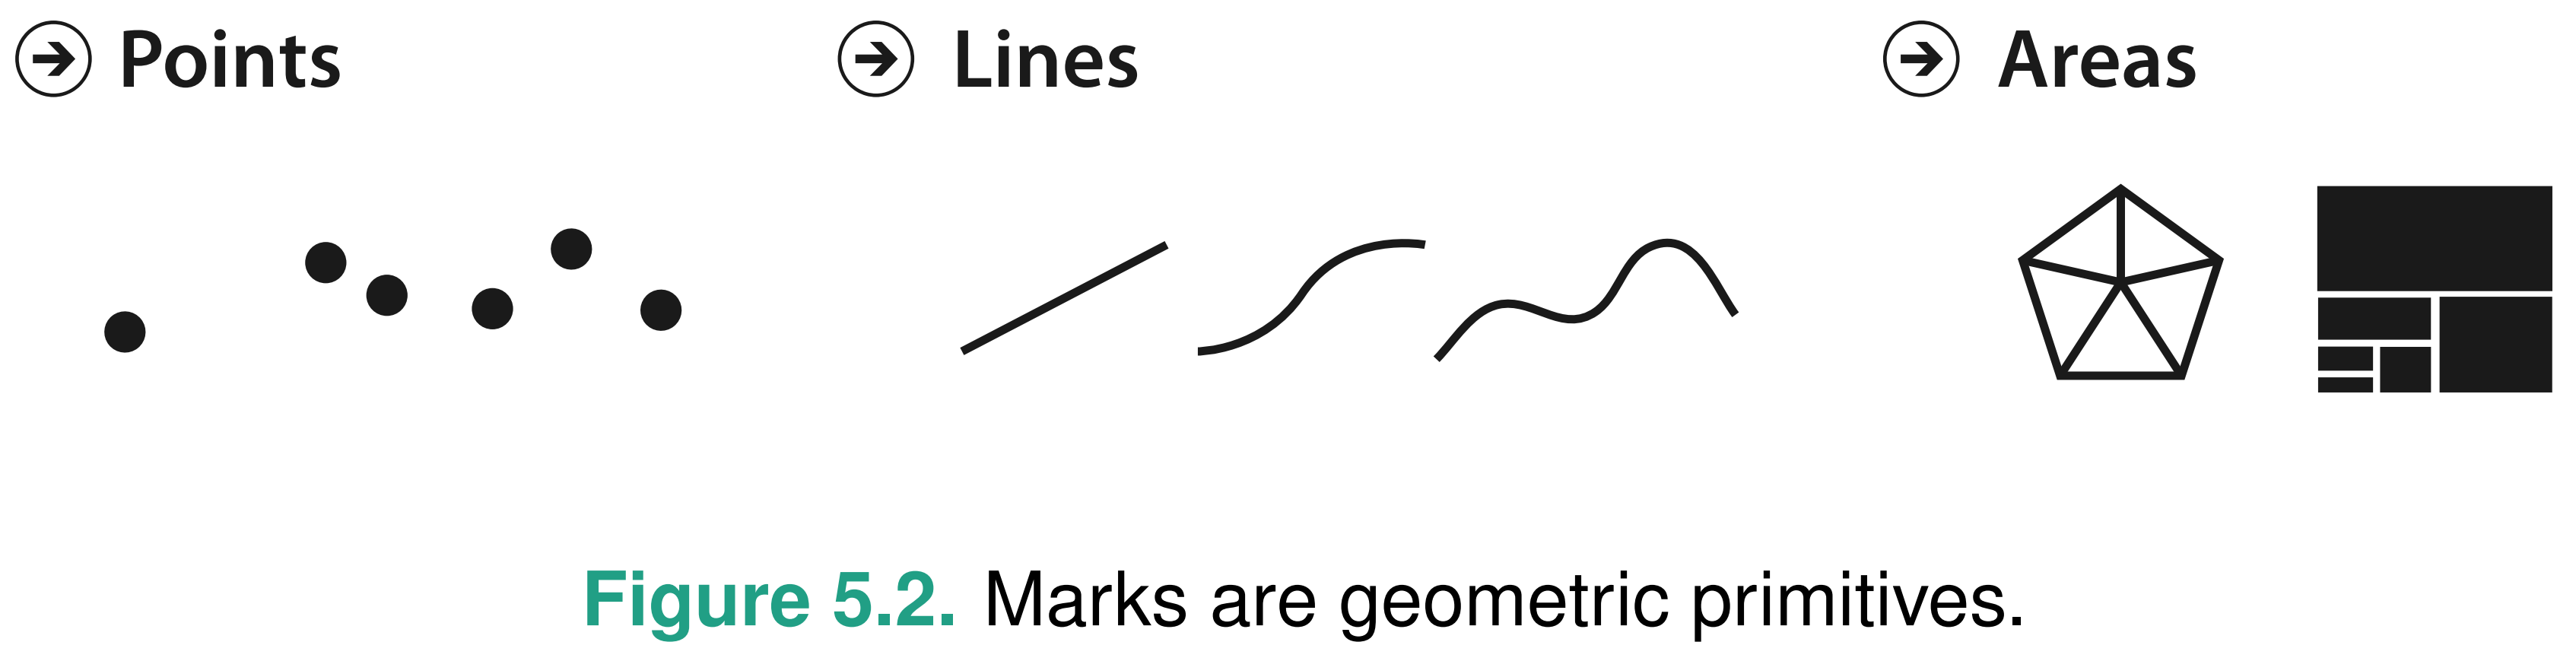 Points
Lines
Areas
Figure 5.2. Marks are geometric primitives.